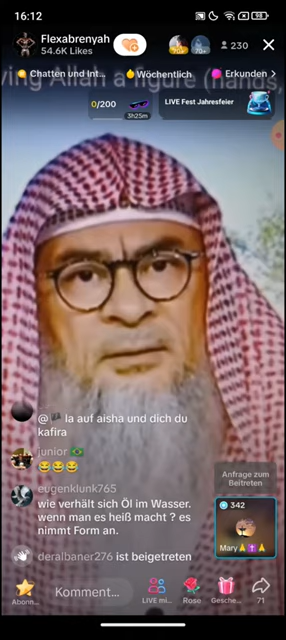 16:12
98
Flexabrenyah
54.6K Likes
70+
230
Chatten und Int...
Wöchentlich
Erkunden
ving Allah a figure (hands,
0/200
3h25m
LIVE Fest Jahresfeier
@🏴 la auf aisha und dich du
kafira
junior 🇧🇷
😂😂😂
eugenklunk765
wie verhält sich Öl im Wasser.
wenn man es heiß macht ? es
nimmt Form an.
Anfrage zum
Beitreten
342
Mary🙏✝️🙏
deralbaner276 ist beigetreten
Abonn...
Komment...
LIVE mi...
Rose
Gesche...
71